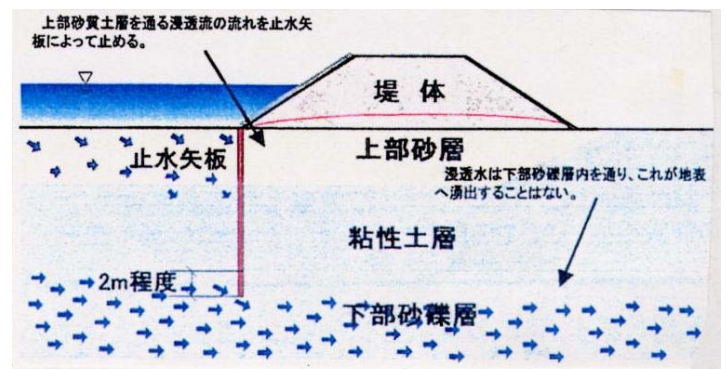 上部砂質土層を通る浸透流の流れを止水矢
板によって止める。
堤 体
止水矢板
上部砂層
浸透水は下部砂礫層内を通り、これが地表
へ湧出することはない。
粘性土層
2m程度
下部砂礫層